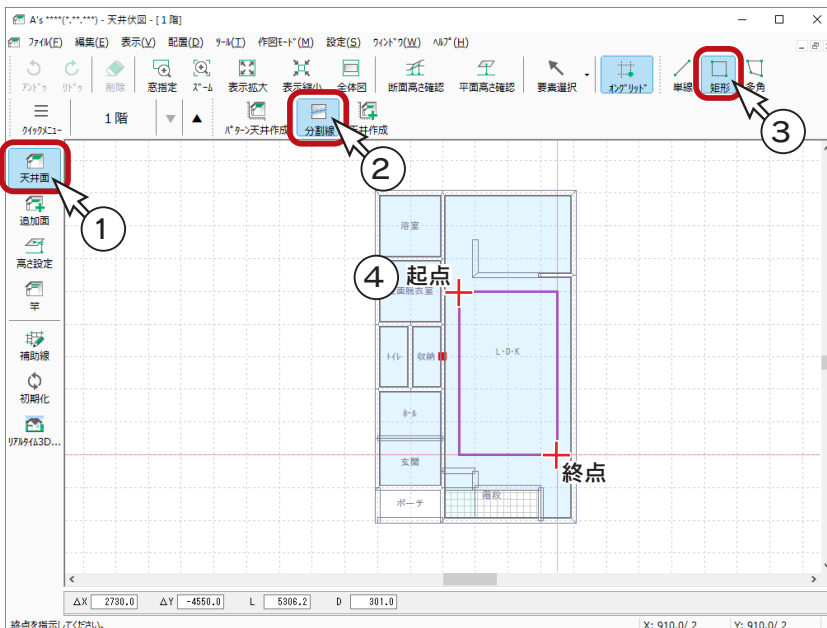 A's ****(*.**.***) - 天井伏図 - [1 階]
ﾌｧｲﾙ(F) 編集(E) 表示(V) 配置(D) ﾂｰﾙ(T) 作図ﾓｰﾄﾞ(M) 設定(S) ｳｨﾝﾄﾞｳ(W) ﾍﾙﾌﾟ(H)
ｱﾝﾄﾞｩ ﾘﾄﾞｩ 削除 窓指定 ｽﾞｰﾑ 表示拡大 表示縮小 全体図 断面高さ確認 平面高さ確認 要素選択 ｵﾝｸﾞﾘｯﾄﾞ 単線 矩形 多角
ｸｲｯｸﾒﾆｭｰ 1 階 ﾊﾟﾀｰﾝ天井作成 分割線 天井作成
③
②
天井面
①
追加面
高さ設定
竿
補助線
初期化
ﾘｱﾙﾀｲﾑ3D...
浴室
④ 起点
面脱衣室
ﾄｲﾚ 収納 L･D･K
ﾎｰﾙ
玄関
終点
ポーチ 階段
△X 2730.0 △Y -4550.0 L 5306.2 D 301.0
終点を指示してください。 X: 910.0/ 2 Y: 910.0/ 2